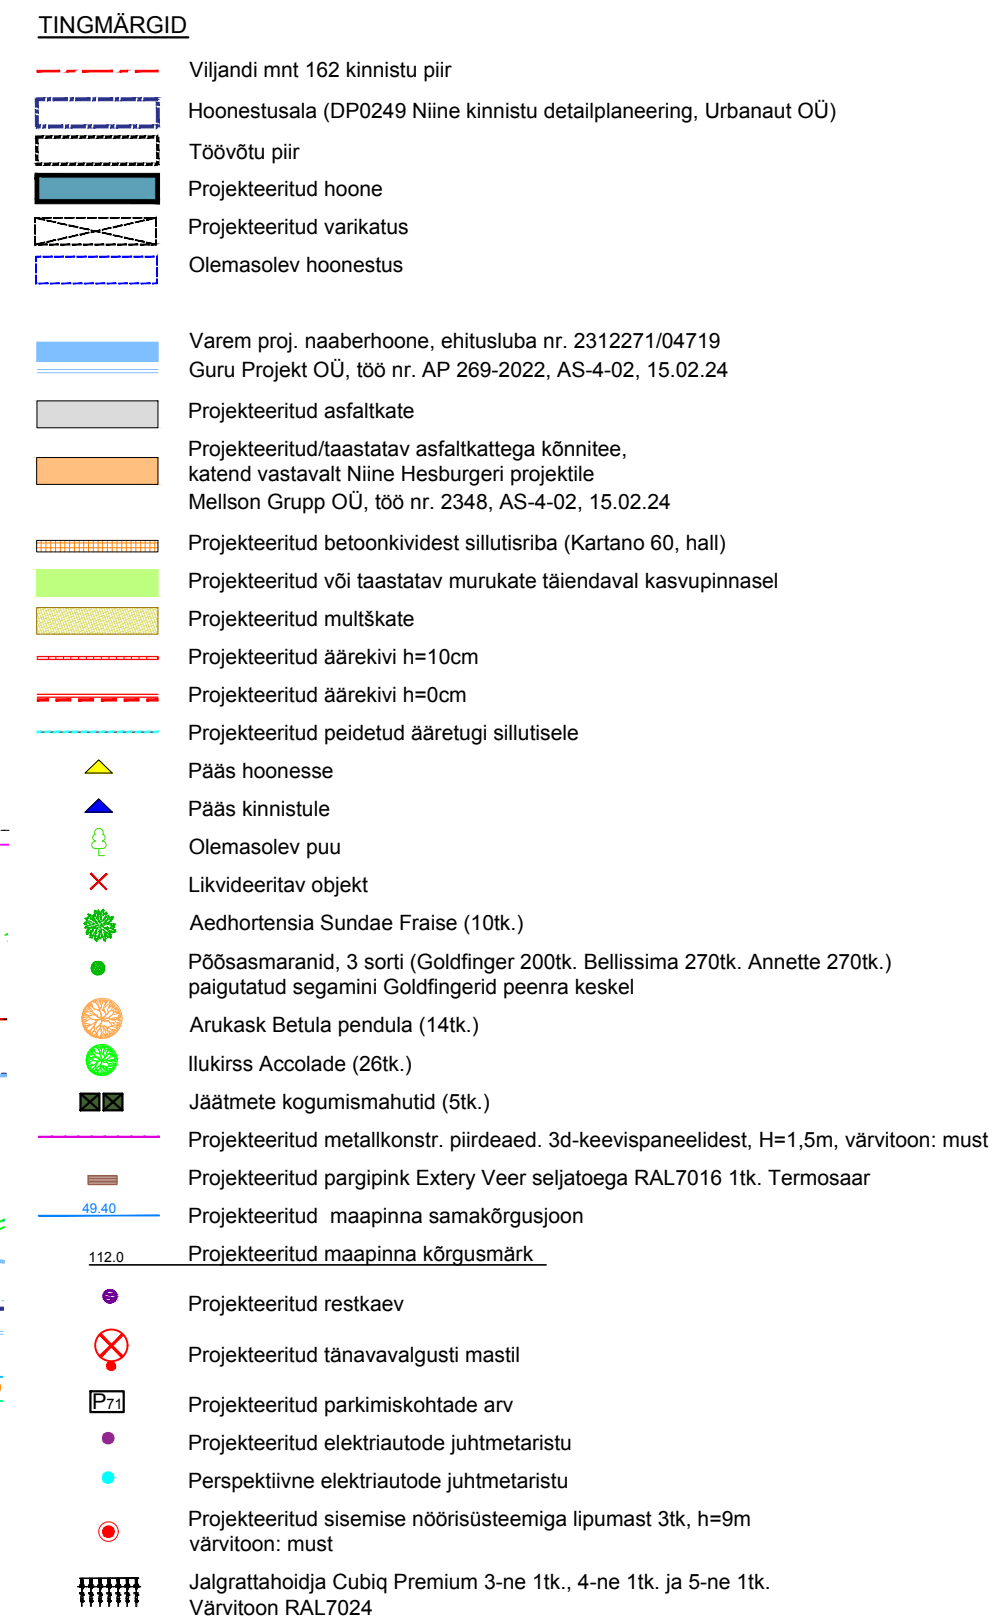 TINGMÄRGID
Viljandi mnt 162 kinnistu piir
Hoonestusala (DP0249 Niine kinnistu detailplaneering, Urbanaut OÜ)
Töövõtu piir
Projekteeritud hoone
Projekteeritud varikatus
Olemasolev hoonestus
Varem proj. naaberhoone, ehitusluba nr. 2312271/04719
Guru Projekt OÜ, töö nr. AP 269-2022, AS-4-02, 15.02.24
Projekteeritud asfaltkate
Projekteeritud/taastatav asfaltkattega kõnnitee,
katend vastavalt Niine Hesburgeri projektile
Mellson Grupp OÜ, töö nr. 2348, AS-4-02, 15.02.24
Projekteeritud betoonkividest sillutisriba (Kartano 60, hall)
Projekteeritud või taastatav murukate täiendaval kasvupinnasel
Projekteeritud multškate
Projekteeritud äärekivi h=10cm
Projekteeritud äärekivi h=0cm
Projekteeritud peidetud ääretugi sillutisele
Pääs hoonesse
Pääs kinnistule
Olemasolev puu
Likvideeritav objekt
Aedhortensia Sundae Fraise (10tk.)
Põõsasmaranid, 3 sorti (Goldfinger 200tk. Bellissima 270tk. Annette 270tk.)
paigutatud segamini Goldfingerid peenra keskel
Arukask Betula pendula (14tk.)
Ilukirss Accolade (26tk.)
Jäätmete kogumismahutid (5tk.)
Projekteeritud metallkonstr. piirdeaed. 3d-keevispaneelidest, H=1,5m, värvitoon: must
Projekteeritud pargipink Extery Veer seljatoega RAL7016 1tk. Termosaar
49.40 Projekteeritud maapinna samakõrgusjoon
112.0 Projekteeritud maapinna kõrgusmärk
Projekteeritud restkaev
Projekteeritud tänavavalgusti mastil
P71 Projekteeritud parkimiskohtade arv
Projekteeritud elektriautode juhtmetaristu
Perspektiivne elektriautode juhtmetaristu
Projekteeritud sisemise nöörisüsteemiga lipumast 3tk, h=9m
värvitoon: must
Jalgrattahoidja Cubiq Premium 3-ne 1tk., 4-ne 1tk. ja 5-ne 1tk.
Värvitoon RAL7024